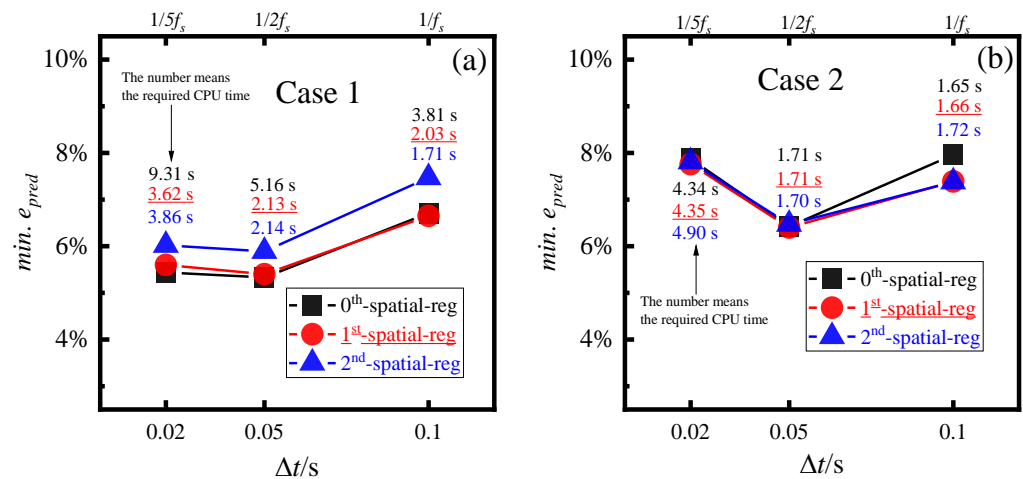 1/5f_s 1/2f_s 1/f_s
(a)
Case 1
The number means
the required CPU time
10%
8%
6%
4%
min. e_pred
9.31 s
3.62 s
3.86 s
5.16 s
2.13 s
2.14 s
3.81 s
2.03 s
1.71 s
0th-spatial-reg
1st-spatial-reg
2nd-spatial-reg
0.02 0.05 0.1
Δt/s
1/5f_s 1/2f_s 1/f_s
(b)
Case 2
10%
8%
6%
4%
min. e_pred
4.34 s
4.35 s
4.90 s
1.71 s
1.71 s
1.70 s
1.65 s
1.66 s
1.72 s
The number means
the required CPU time
0th-spatial-reg
1st-spatial-reg
2nd-spatial-reg
0.02 0.05 0.1
Δt/s